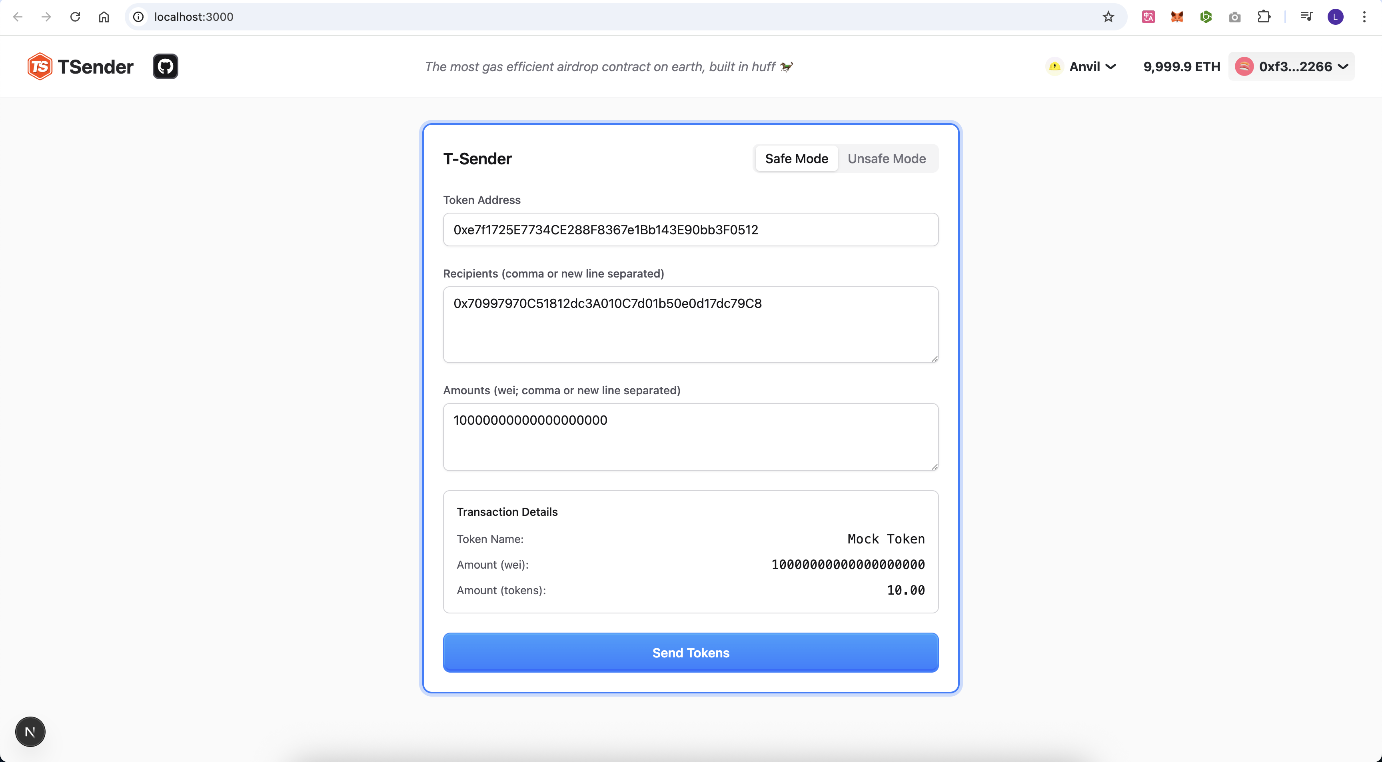 localhost:3000
L
TS TSender
The most gas efficient airdrop contract on earth, built in huff
Anvil
9,999.9 ETH
0xf3...2266
T-Sender
Safe Mode
Unsafe Mode
Token Address
0xe7f1725E7734CE288F8367e1Bb143E90bb3F0512
Recipients (comma or new line separated)
0x70997970C51812dc3A010C7d01b50e0d17dc79C8
Amounts (wei; comma or new line separated)
10000000000000000000
Transaction Details
Token Name:
Mock Token
Amount (wei):
10000000000000000000
Amount (tokens):
10.00
Send Tokens
N